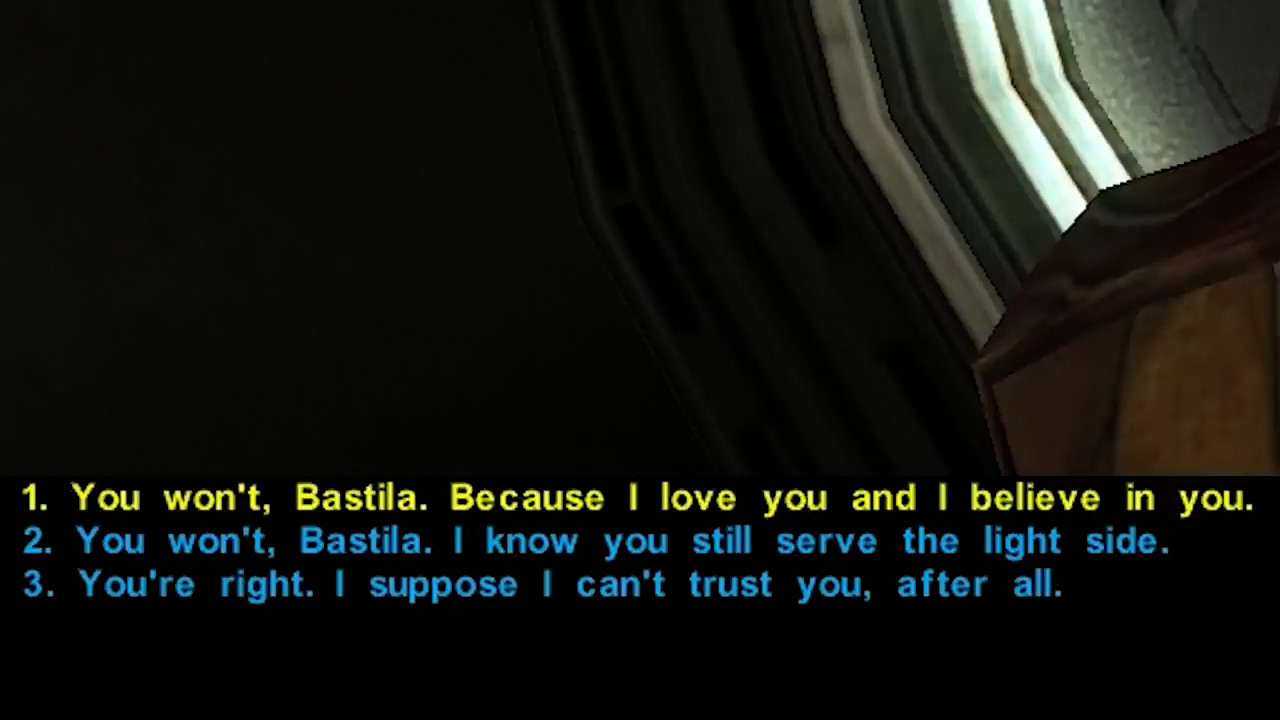 1. You won't, Bastila. Because I love you and I believe in you.
2. You won't, Bastila. I know you still serve the light side.
3. You're right. I suppose I can't trust you, after all.